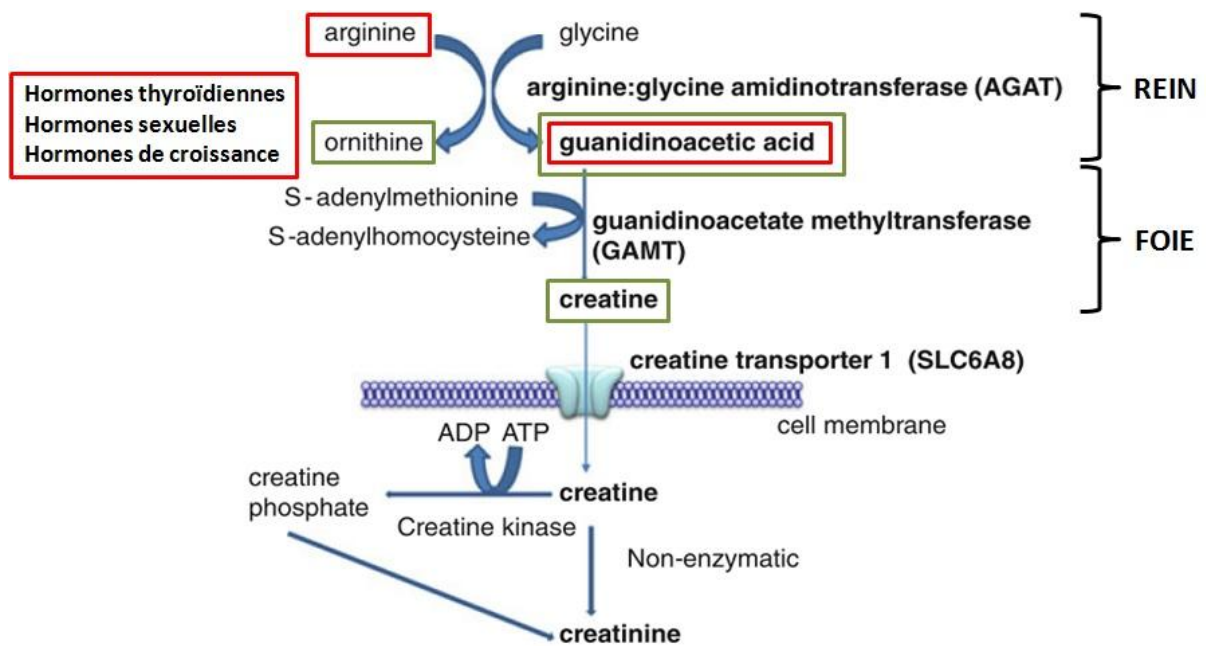 arginine
glycine
Hormones thyroïdiennes
Hormones sexuelles
Hormones de croissance
arginine:glycine amidinotransferase (AGAT)
REIN
ornithine
guanidinoacetic acid
S-adenylmethionine
S-adenylhomocysteine
guanidinoacetate methyltransferase
(GAMT)
FOIE
creatine
creatine transporter 1 (SLC6A8)
cell membrane
ADP ATP
creatine
phosphate
creatine
Creatine kinase
Non-enzymatic
creatinine